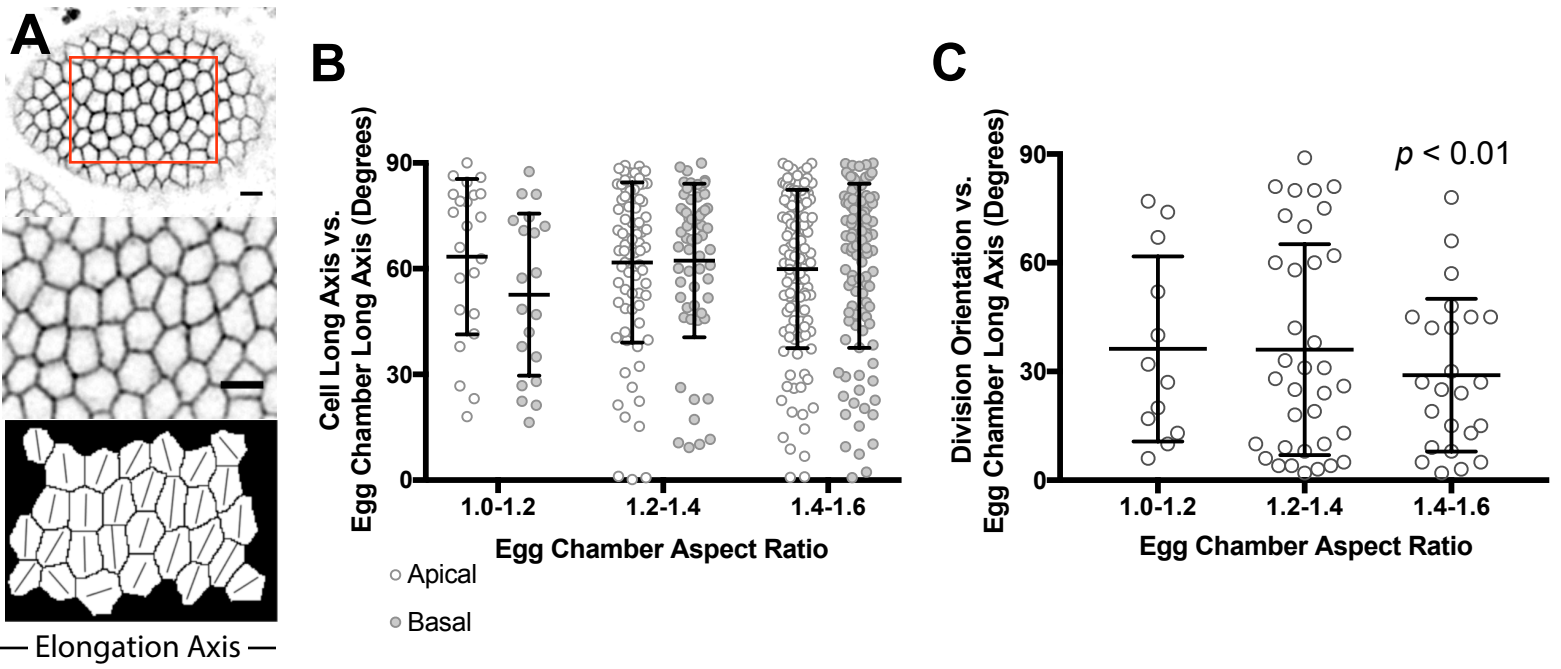 A
— Elongation Axis —
B
Cell Long Axis vs.
Egg Chamber Long Axis (Degrees)
90
60
30
0
1.0-1.2
1.2-1.4
1.4-1.6
Egg Chamber Aspect Ratio
Apical
Basal
C
Division Orientation vs.
Egg Chamber Long Axis (Degrees)
90
60
30
0
p < 0.01
1.0-1.2
1.2-1.4
1.4-1.6
Egg Chamber Aspect Ratio